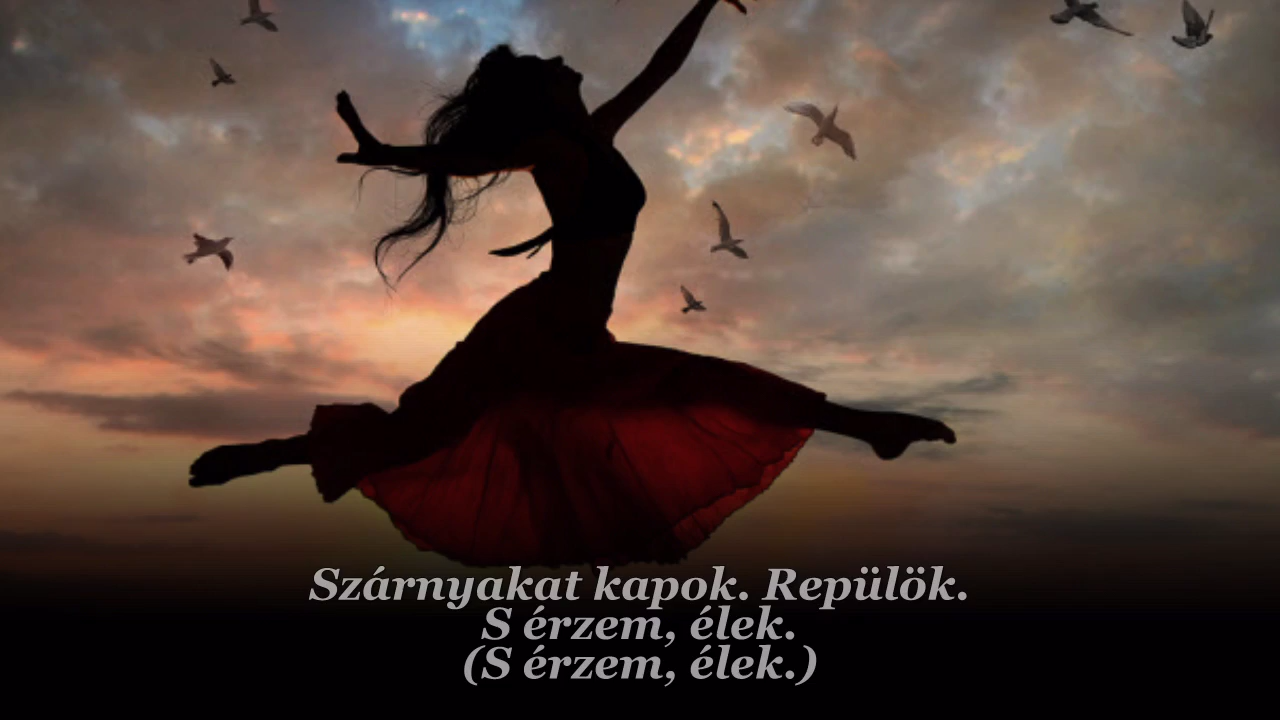 Szárnyakat kapok. Repülök.
S érzem, élek.
(S érzem, élek.)